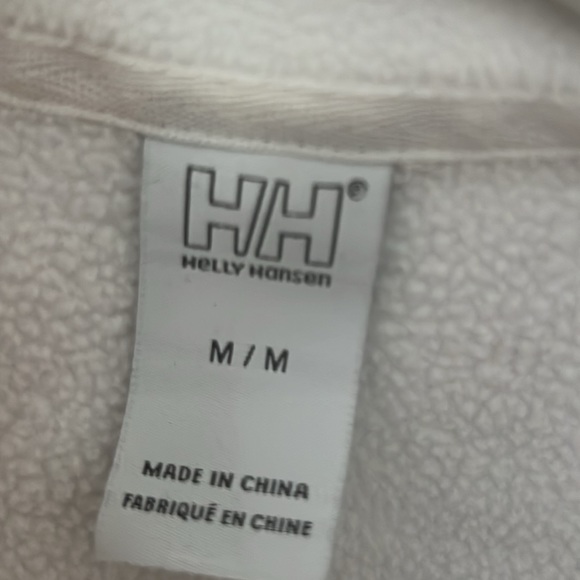 HH®
HELLY HANSEN
M / M
MADE IN CHINA
FABRIQUÉ EN CHINE